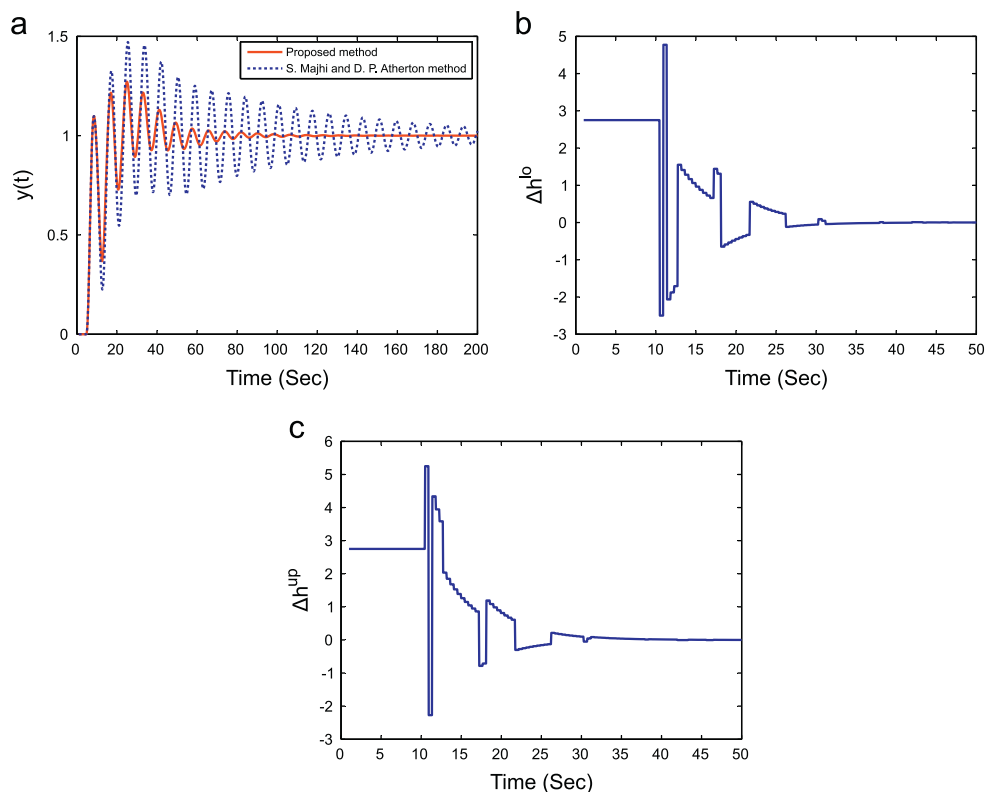 a
1.5
1
0.5
0
y(t)
Proposed method
S. Majhi and D. P. Atherton method
0 20 40 60 80 100 120 140 160 180 200
Time (Sec)
b
5
4
3
2
1
0
-1
-2
-3
Δh^lo
0 5 10 15 20 25 30 35 40 45 50
Time (Sec)
c
6
5
4
3
2
1
0
-1
-2
-3
Δh^up
0 5 10 15 20 25 30 35 40 45 50
Time (Sec)